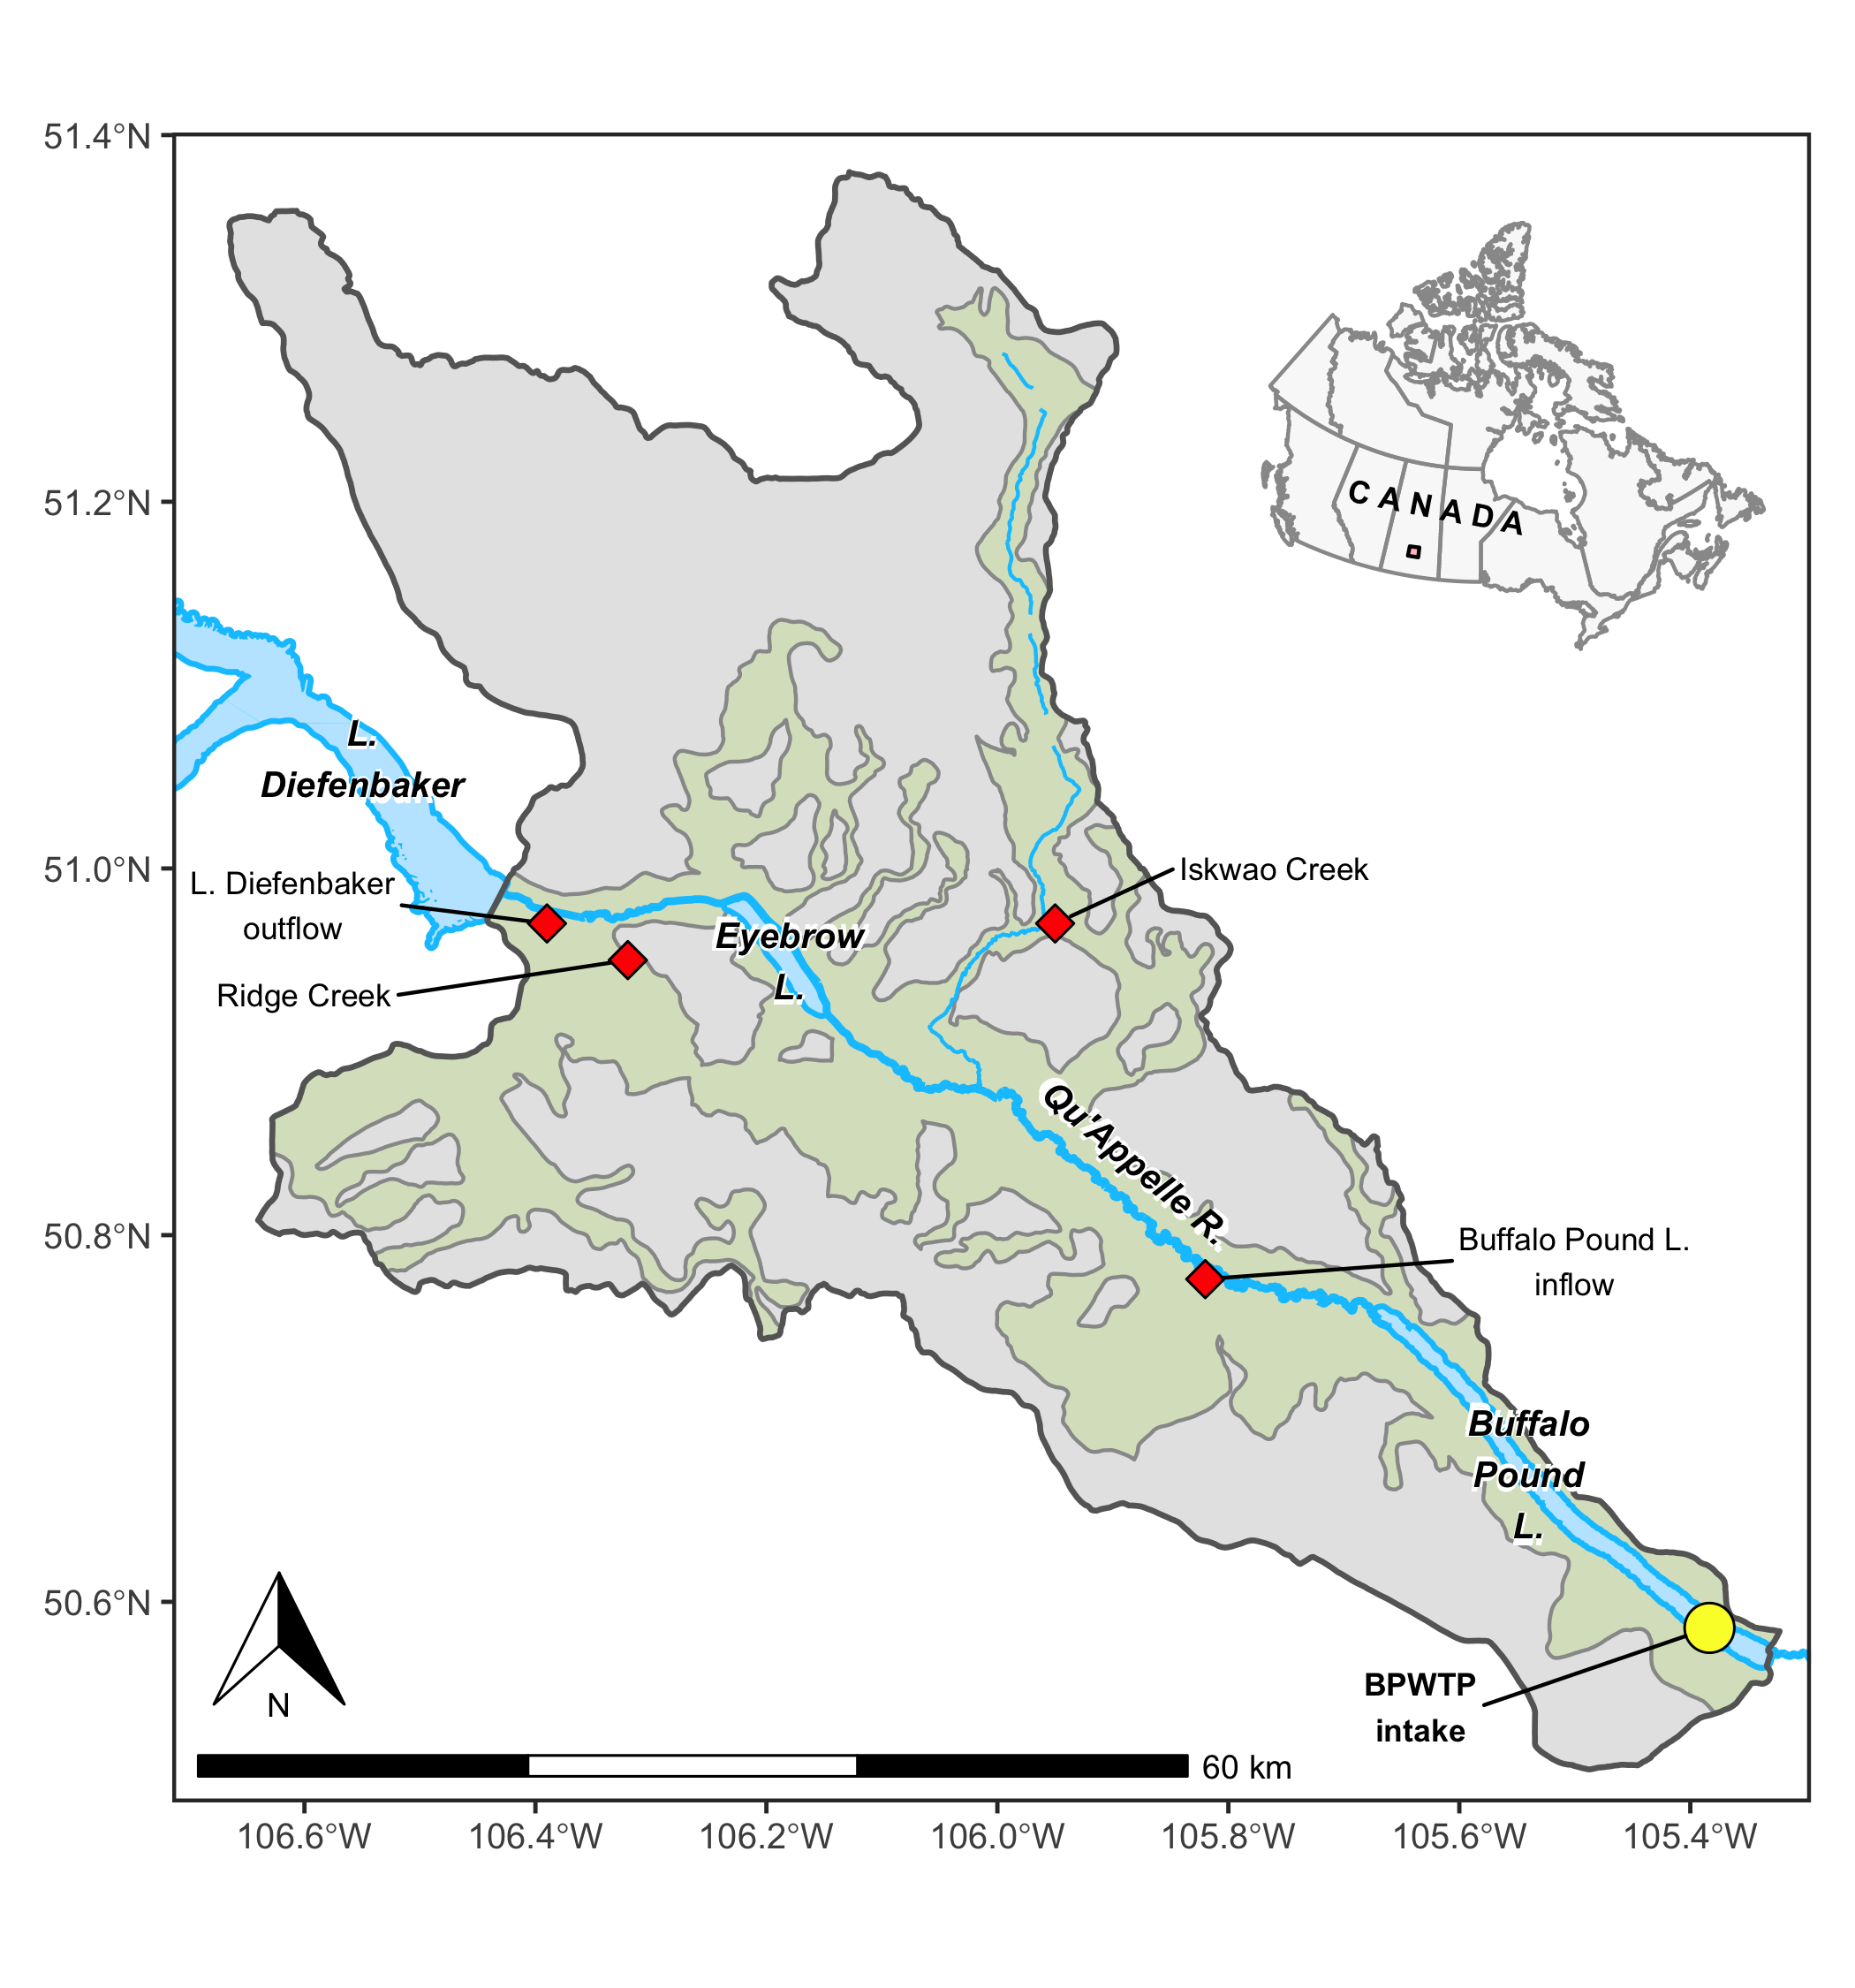 51.4°N
51.2°N
51.0°N
50.8°N
50.6°N
CANADA
L.
Diefenbaker
L. Diefenbaker
outflow
Ridge Creek
Eyebrow
L.
Iskwao Creek
Qu'Appelle R.
Buffalo Pound L.
inflow
Buffalo
Pound
L.
BPWTP
intake
N
60 km
106.6°W
106.4°W
106.2°W
106.0°W
105.8°W
105.6°W
105.4°W